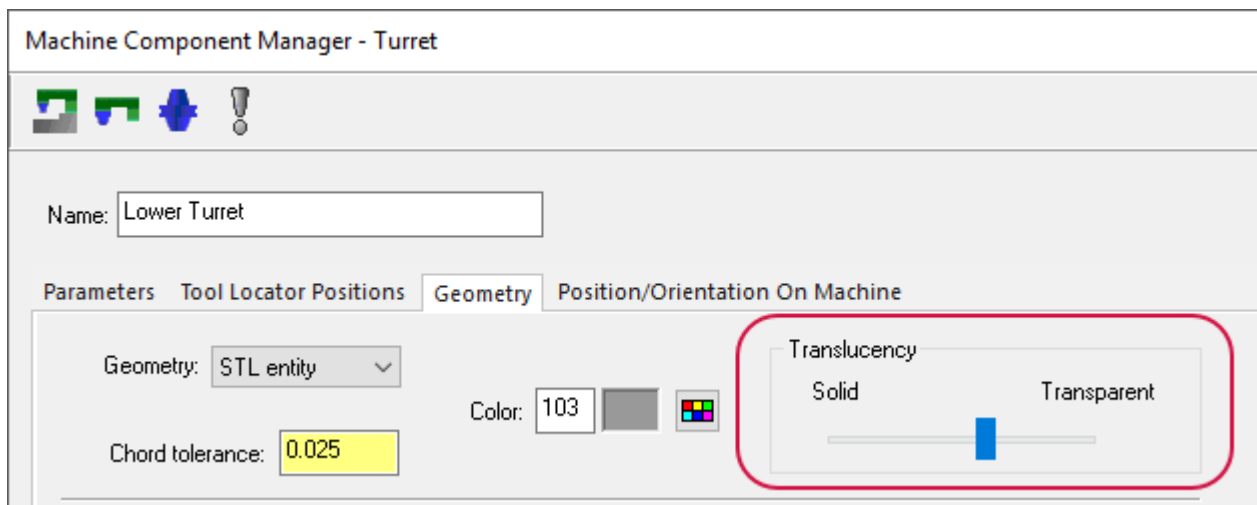 Machine Component Manager - Turret
Name: Lower Turret
Parameters Tool Locator Positions Geometry Position/Orientation On Machine
Geometry: STL entity
Color: 103
Chord tolerance: 0.025
Translucency
Solid Transparent